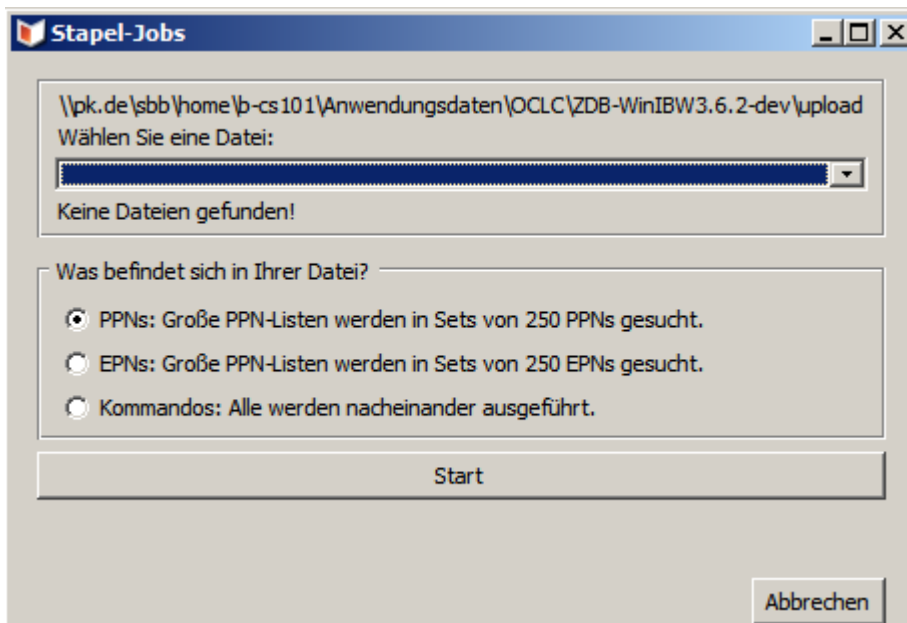 Stapel-Jobs
\\pk.de\sbb\home\b-cs101\Anwendungsdaten\OCLC\ZDB-WinIBW3.6.2-dev\upload
Wählen Sie eine Datei:
Keine Dateien gefunden!
Was befindet sich in Ihrer Datei?
PPNs: Große PPN-Listen werden in Sets von 250 PPNs gesucht.
EPNs: Große PPN-Listen werden in Sets von 250 EPNs gesucht.
Kommandos: Alle werden nacheinander ausgeführt.
Start
Abbrechen